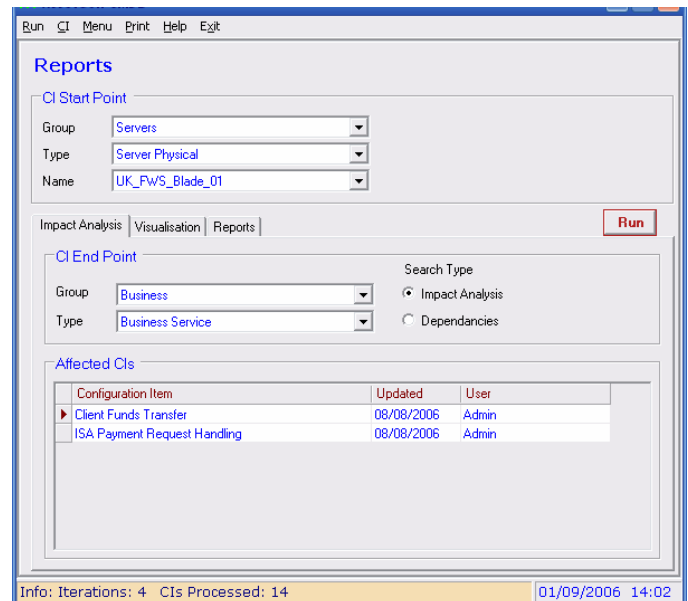 Run CI Menu Print Help Exit
Reports
CI Start Point
Group Servers
Type Server Physical
Name UK_FWS_Blade_01
Impact Analysis Visualisation Reports Run
CI End Point
Search Type
Group Business Impact Analysis
Type Business Service Dependancies
Affected CIs
Configuration Item Updated User
Client Funds Transfer 08/08/2006 Admin
ISA Payment Request Handling 08/08/2006 Admin
Info: Iterations: 4 CIs Processed: 14 01/09/2006 14:02